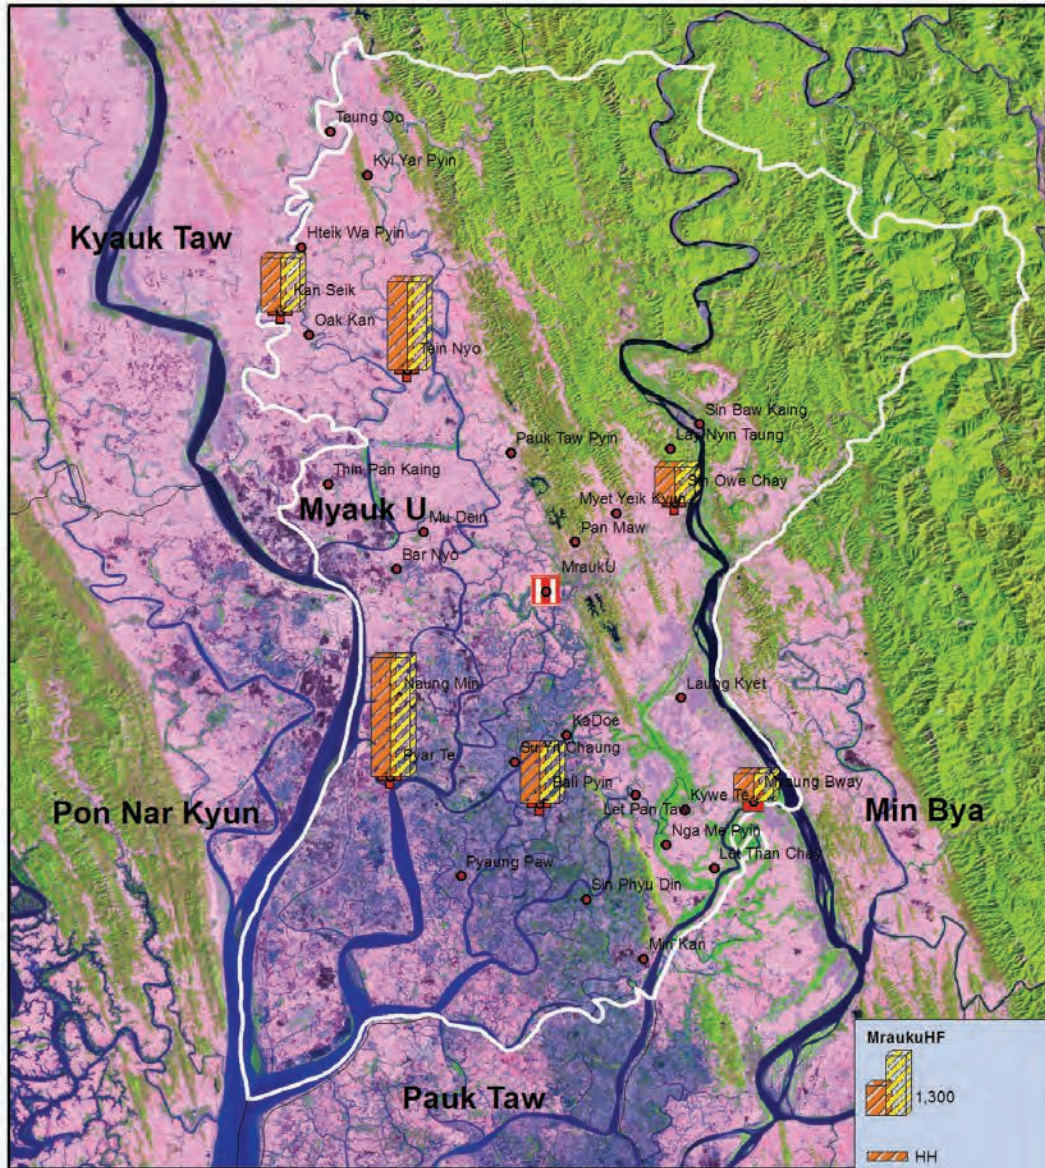 Taung Oo
Kyi Yar Pyin
Kyauk Taw
Hteik Wa Pyin
Kan Seik
Oak Kan
Tein Nyo
Sin Baw Kaing
Pauk Taw Pyin
Lay Nyin Taung
Thin Pan Kaing
Sin Owe Chay
Myauk U
Myet Yeik Kyun
Mu Dein
Pan Maw
Bar Nyo
MraukU
Naung Min
Laung Kyet
KaDoe
Su Yit Chaung
Byar Te
Bali Pyin
Myaung Bway
Pon Nar Kyun
Let Pan Ta
Kywe Te
Min Bya
Nga Me Pyin
Pyaung Paw
Let Than Chay
Sin Phyu Din
Min Kan
Pauk Taw
MraukuHF
1,300
HH